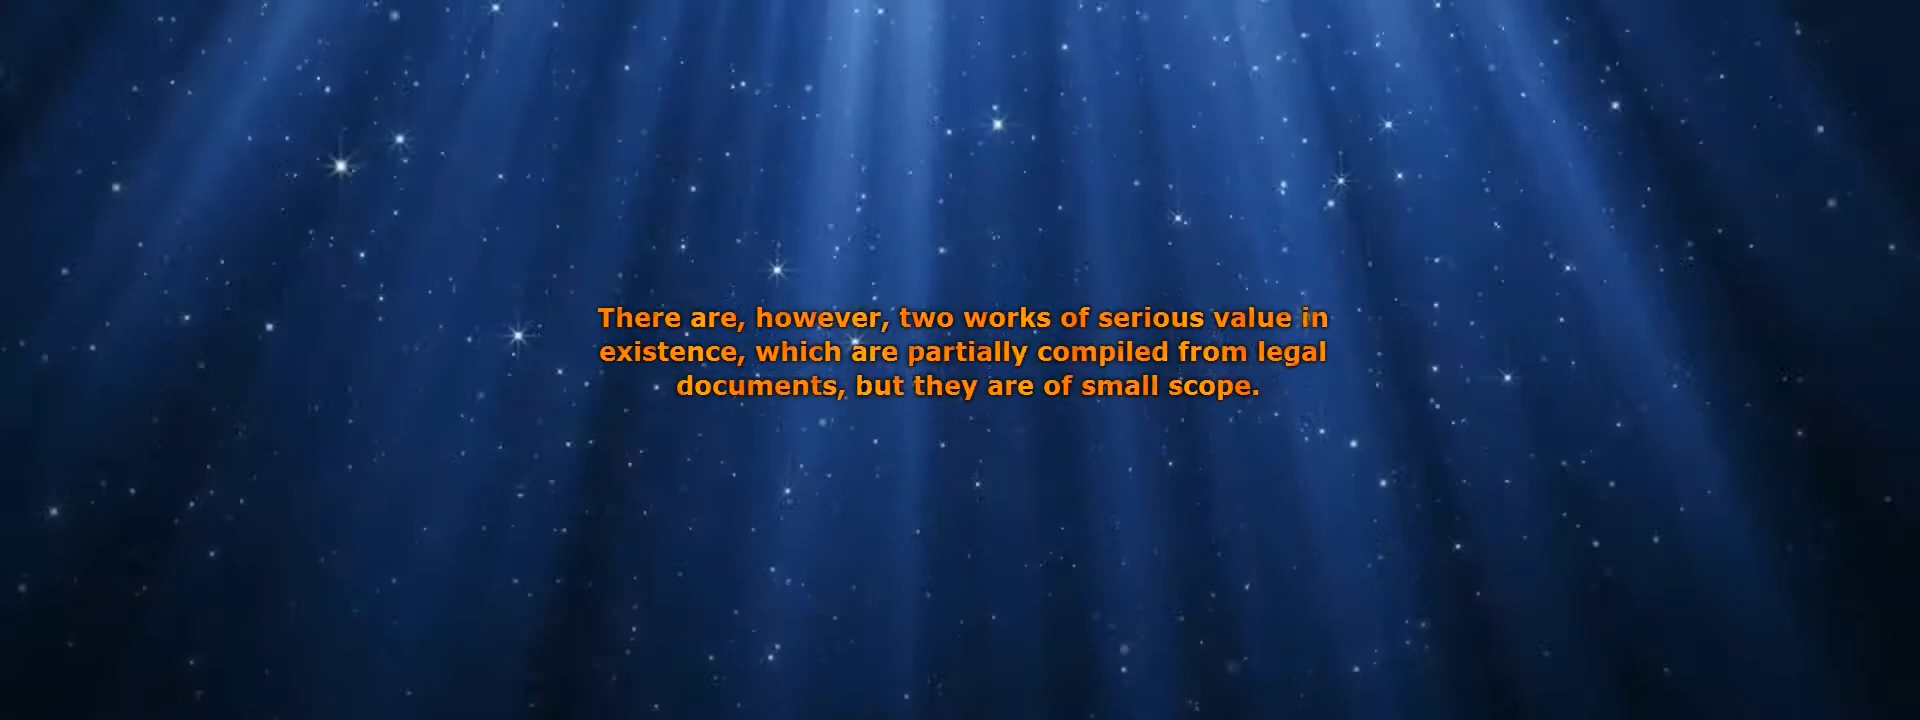 There are, however, two works of serious value in
existence, which are partially compiled from legal
documents, but they are of small scope.